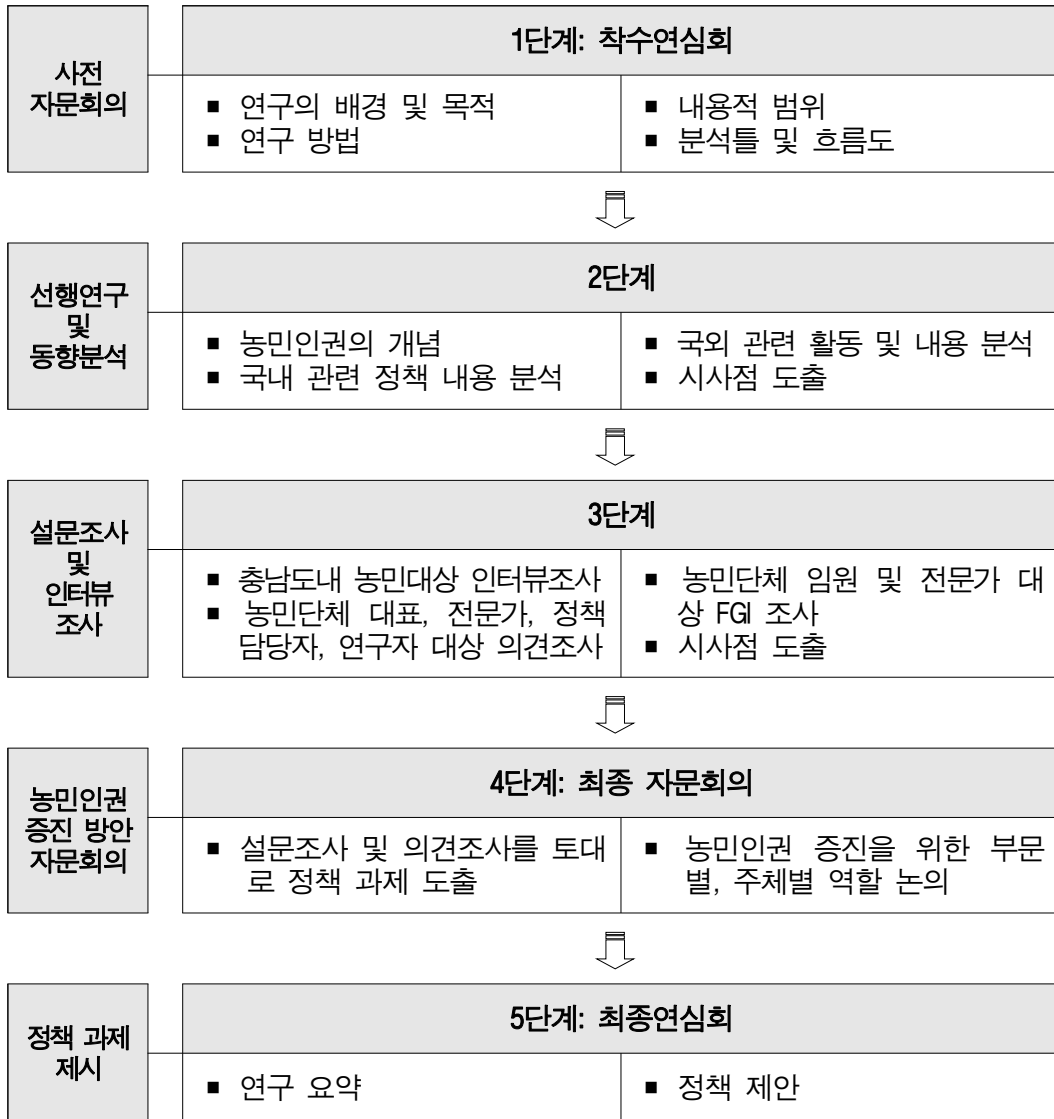 사전
자문회의
1단계: 착수연심회
■ 연구의 배경 및 목적
■ 연구 방법
■ 내용적 범위
■ 분석틀 및 흐름도
선행연구
및
동향분석
2단계
■ 농민인권의 개념
■ 국내 관련 정책 내용 분석
■ 국외 관련 활동 및 내용 분석
■ 시사점 도출
설문조사
및
인터뷰
조사
3단계
■ 충남도내 농민대상 인터뷰조사
■ 농민단체 대표, 전문가, 정책
담당자, 연구자 대상 의견조사
■ 농민단체 임원 및 전문가 대
상 FGI 조사
■ 시사점 도출
농민인권
증진 방안
자문회의
4단계: 최종 자문회의
■ 설문조사 및 의견조사를 토대
로 정책 과제 도출
■ 농민인권 증진을 위한 부문
별, 주체별 역할 논의
정책 과제
제시
5단계: 최종연심회
■ 연구 요약
■ 정책 제안